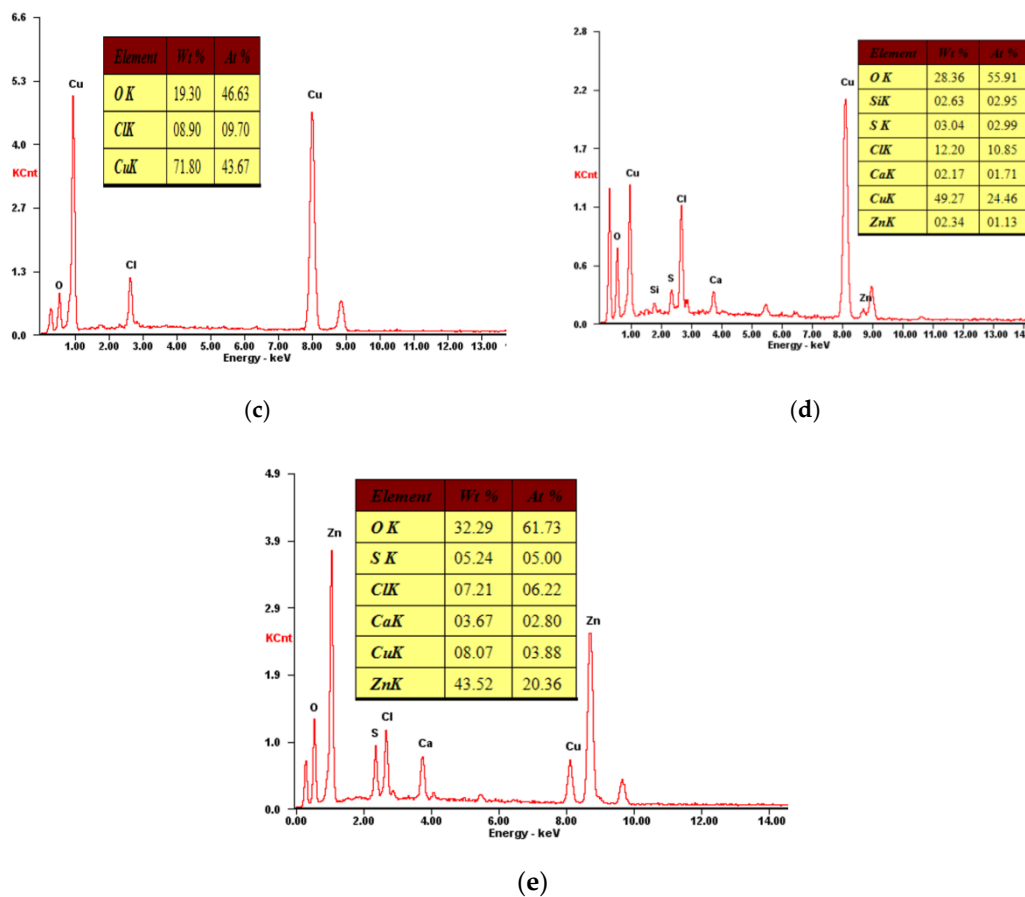 6.6
5.3
4.0
KCnt
2.7
1.3
0.0
Element Wt % At %
O K 19.30 46.63
ClK 08.90 09.70
CuK 71.80 43.67
Cu
Cu
O
Cl
1.00 2.00 3.00 4.00 5.00 6.00 7.00 8.00 9.00 10.00 11.00 12.00 13.0
Energy - keV
(c)
2.8
2.2
1.7
KCnt
1.1
0.6
0.0
Element Wt % At %
O K 28.36 55.91
SiK 02.63 02.95
S K 03.04 02.99
ClK 12.20 10.85
CaK 02.17 01.71
CuK 49.27 24.46
ZnK 02.34 01.13
Cu
Cu
Cl
O
Si
S
Ca
Zn
1.00 2.00 3.00 4.00 5.00 6.00 7.00 8.00 9.00 10.00 11.00 12.00 13.00 14.0
Energy - keV
(d)
4.9
3.9
2.9
KCnt
1.9
1.0
0.0
Element Wt % At %
O K 32.29 61.73
S K 05.24 05.00
ClK 07.21 06.22
CaK 03.67 02.80
CuK 08.07 03.88
ZnK 43.52 20.36
Zn
Zn
O
S
Cl
Ca
Cu
0.00 2.00 4.00 6.00 8.00 10.00 12.00 14.00
Energy - keV
(e)